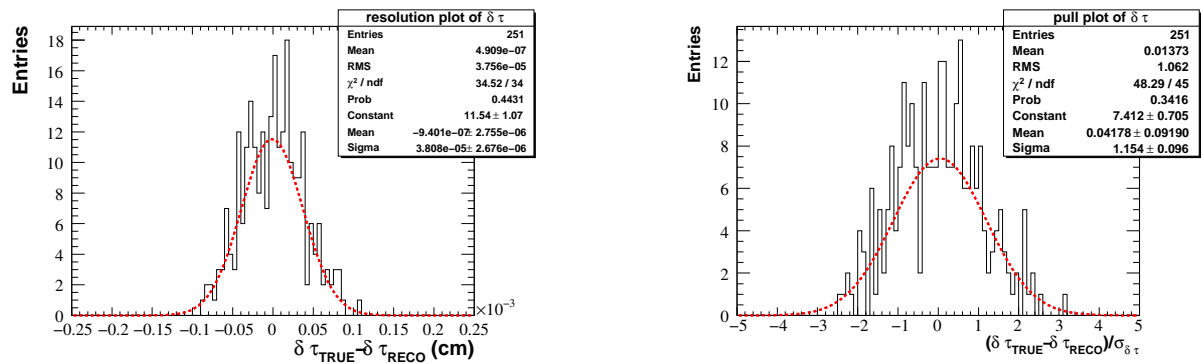 resolution plot of δ τ
Entries 251
Mean 4.909e-07
RMS 3.756e-05
χ² / ndf 34.52 / 34
Prob 0.4431
Constant 11.54 ± 1.07
Mean −9.401e-07± 2.755e-06
Sigma 3.808e-05± 2.676e-06
Entries
18
16
14
12
10
8
6
4
2
0
−0.25 −0.2 −0.15 −0.1 −0.05 0 0.05 0.1 0.15 0.2 0.25
×10⁻³
δ τTRUE−δ τRECO (cm)
pull plot of δ τ
Entries 251
Mean 0.01373
RMS 1.062
χ² / ndf 48.29 / 45
Prob 0.3416
Constant 7.412 ± 0.705
Mean 0.04178 ± 0.09190
Sigma 1.154 ± 0.096
Entries
12
10
8
6
4
2
0
−5 −4 −3 −2 −1 0 1 2 3 4 5
(δ τTRUE−δ τRECO)/σδ τ